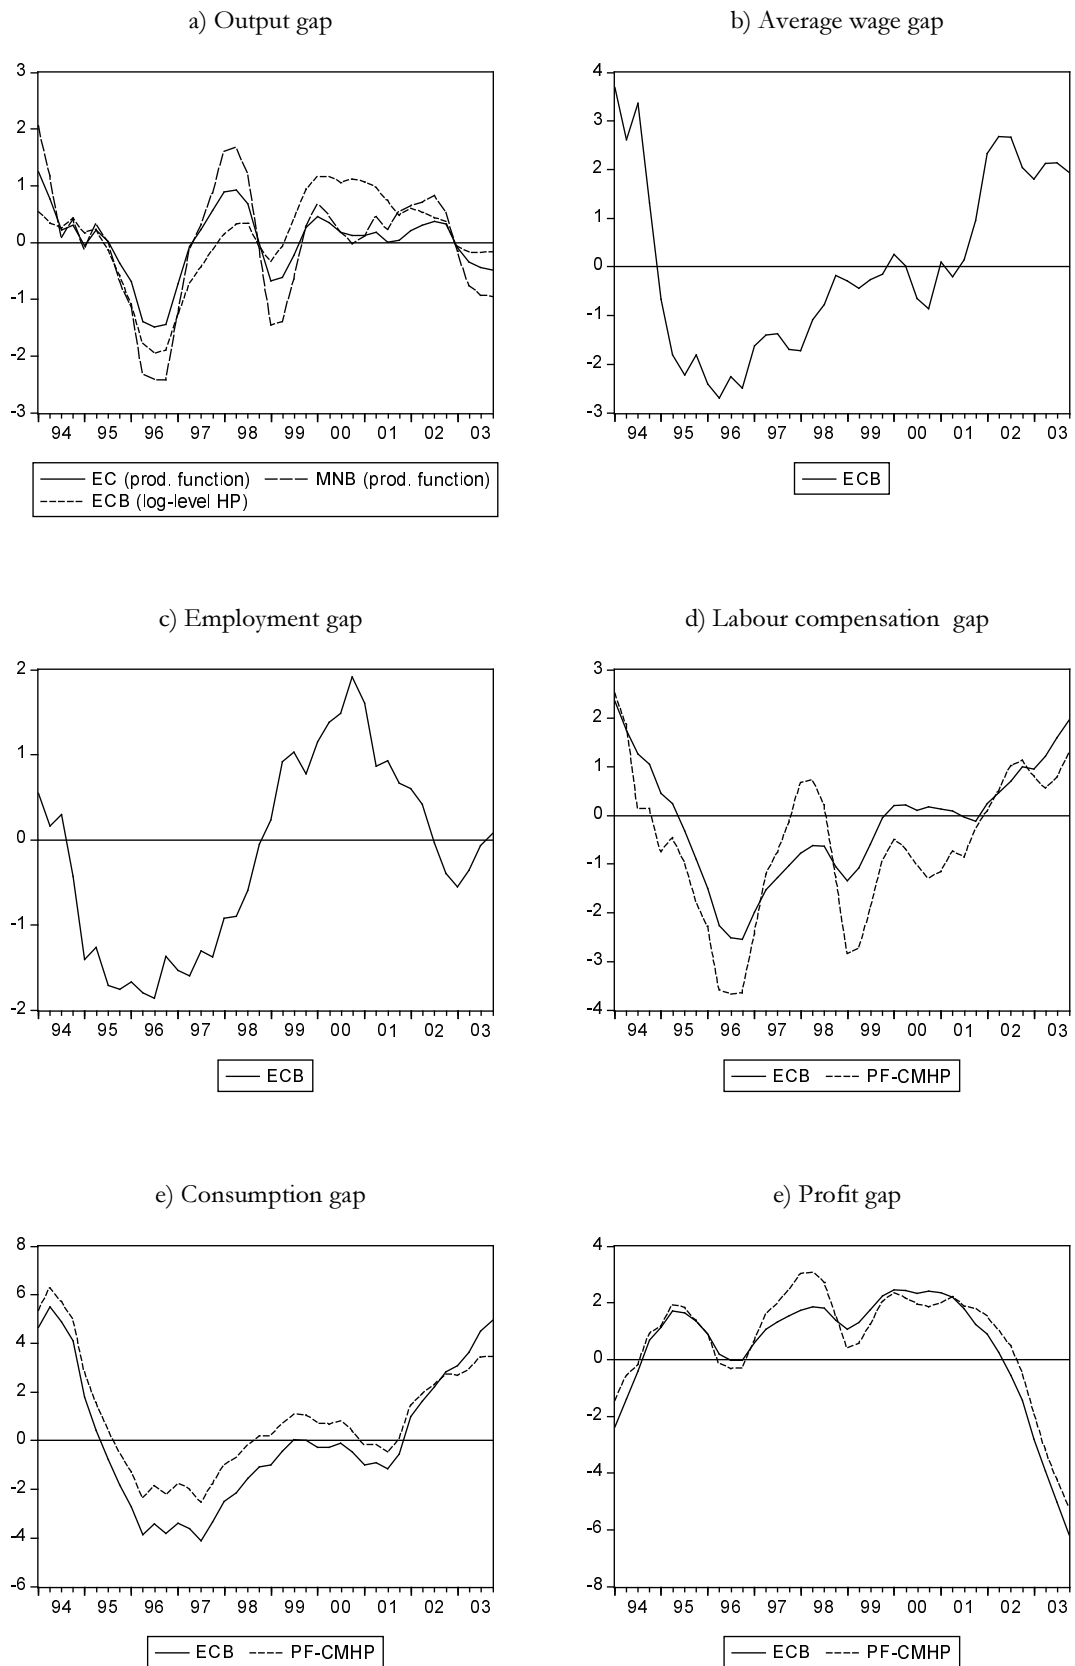 a) Output gap
b) Average wage gap
3
2
1
0
-1
-2
-3
94 95 96 97 98 99 00 01 02 03
EC (prod. function) MNB (prod. function)
ECB (log-level HP)
4
3
2
1
0
-1
-2
-3
94 95 96 97 98 99 00 01 02 03
ECB
c) Employment gap
d) Labour compensation gap
2
1
0
-1
-2
94 95 96 97 98 99 00 01 02 03
ECB
3
2
1
0
-1
-2
-3
-4
94 95 96 97 98 99 00 01 02 03
ECB PF-CMHP
e) Consumption gap
e) Profit gap
8
6
4
2
0
-2
-4
-6
94 95 96 97 98 99 00 01 02 03
ECB PF-CMHP
4
2
0
-2
-4
-6
-8
94 95 96 97 98 99 00 01 02 03
ECB PF-CMHP